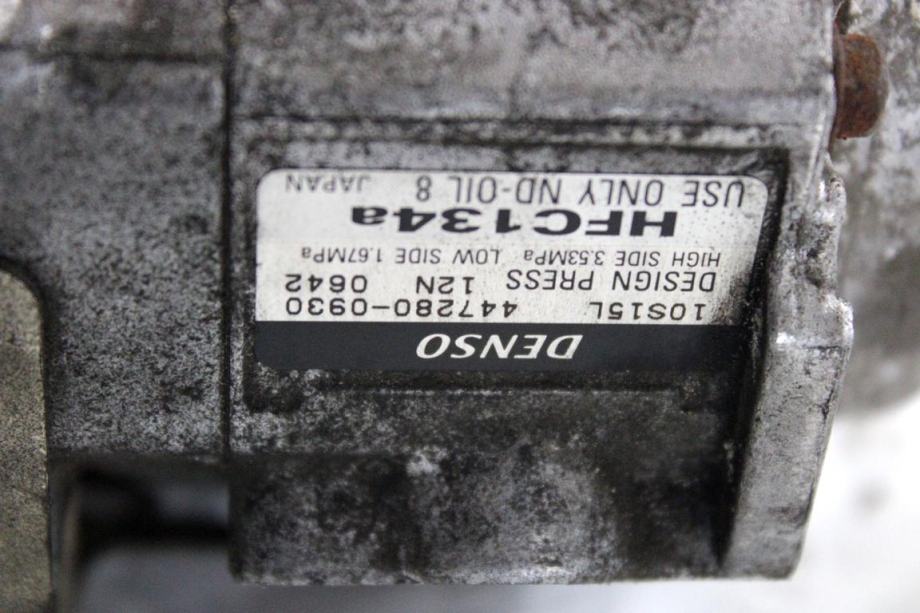 DENSO
10S15L 447280-0930
DESIGN PRESS 12N 0642
HIGH SIDE 3.53MPa LOW SIDE 1.67MPa
HFC134a
USE ONLY ND-OIL 8 JAPAN